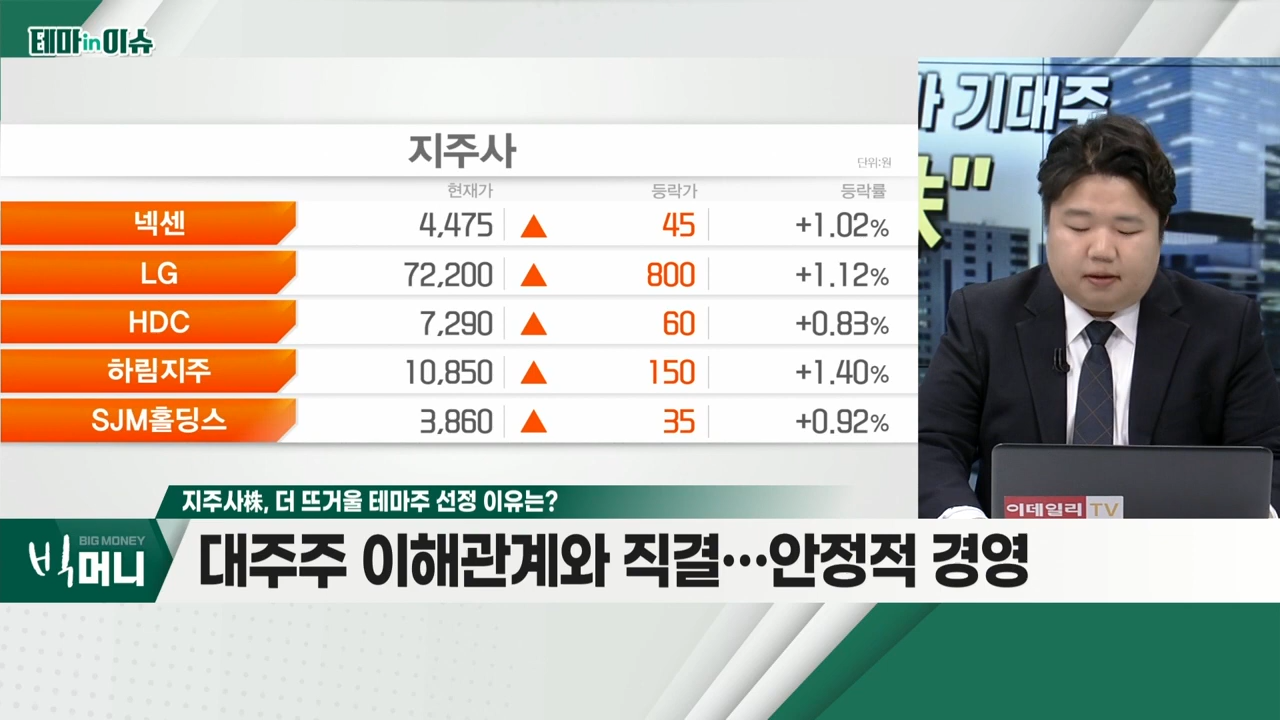 테마in이슈
지주사
단위:원
현재가 등락가 등락률
넥센 4,475 ▲ 45 +1.02%
LG 72,200 ▲ 800 +1.12%
HDC 7,290 ▲ 60 +0.83%
하림지주 10,850 ▲ 150 +1.40%
SJM홀딩스 3,860 ▲ 35 +0.92%
기대주
"
이데일리TV
지주사株, 더 뜨거울 테마주 선정 이유는?
BIG MONEY
빅머니
대주주 이해관계와 직결…안정적 경영